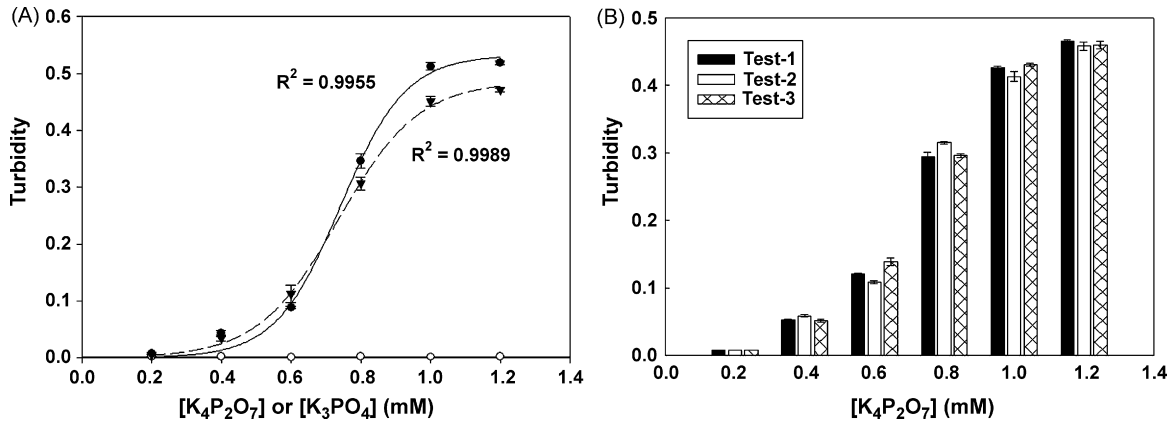 (A)
0.6
0.5
0.4
0.3
0.2
0.1
0.0
Turbidity
R² = 0.9955
R² = 0.9989
0.0 0.2 0.4 0.6 0.8 1.0 1.2 1.4
[K₄P₂O₇] or [K₃PO₄] (mM)
(B)
0.5
0.4
0.3
0.2
0.1
0.0
Turbidity
Test-1
Test-2
Test-3
0.0 0.2 0.4 0.6 0.8 1.0 1.2 1.4
[K₄P₂O₇] (mM)